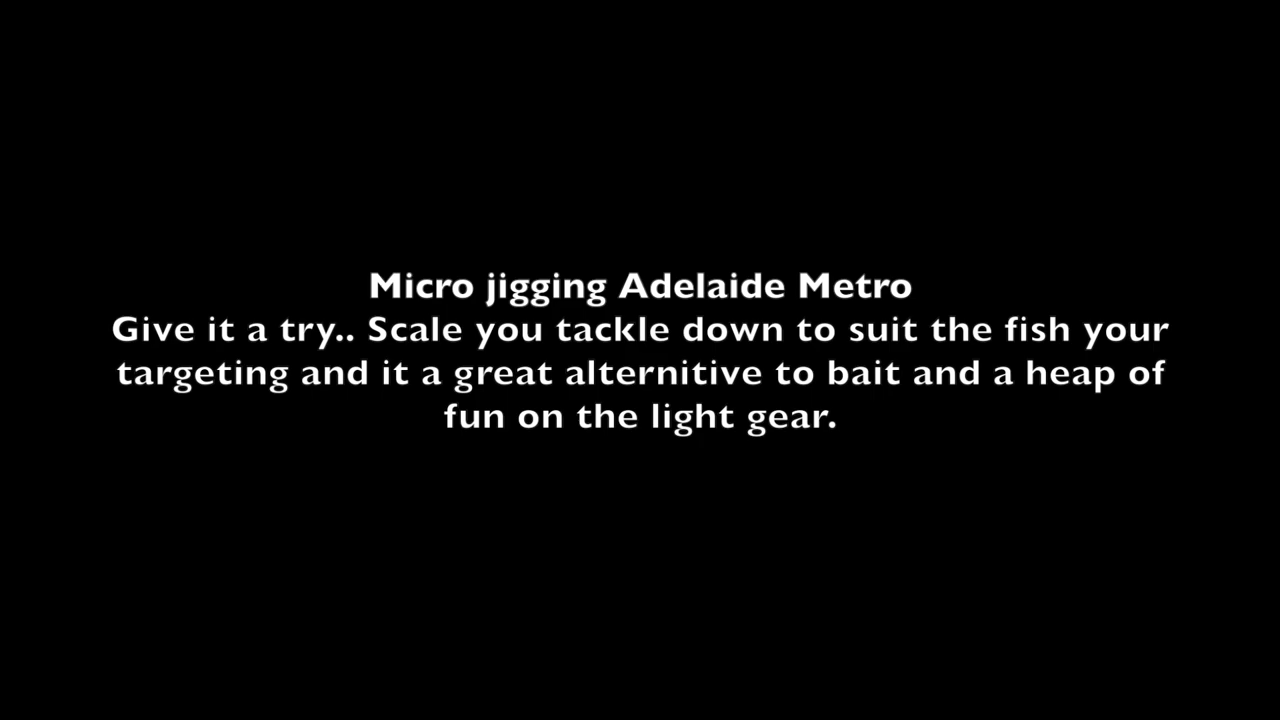 Micro jigging Adelaide Metro
Give it a try.. Scale you tackle down to suit the fish your
targeting and it a great alternitive to bait and a heap of
fun on the light gear.